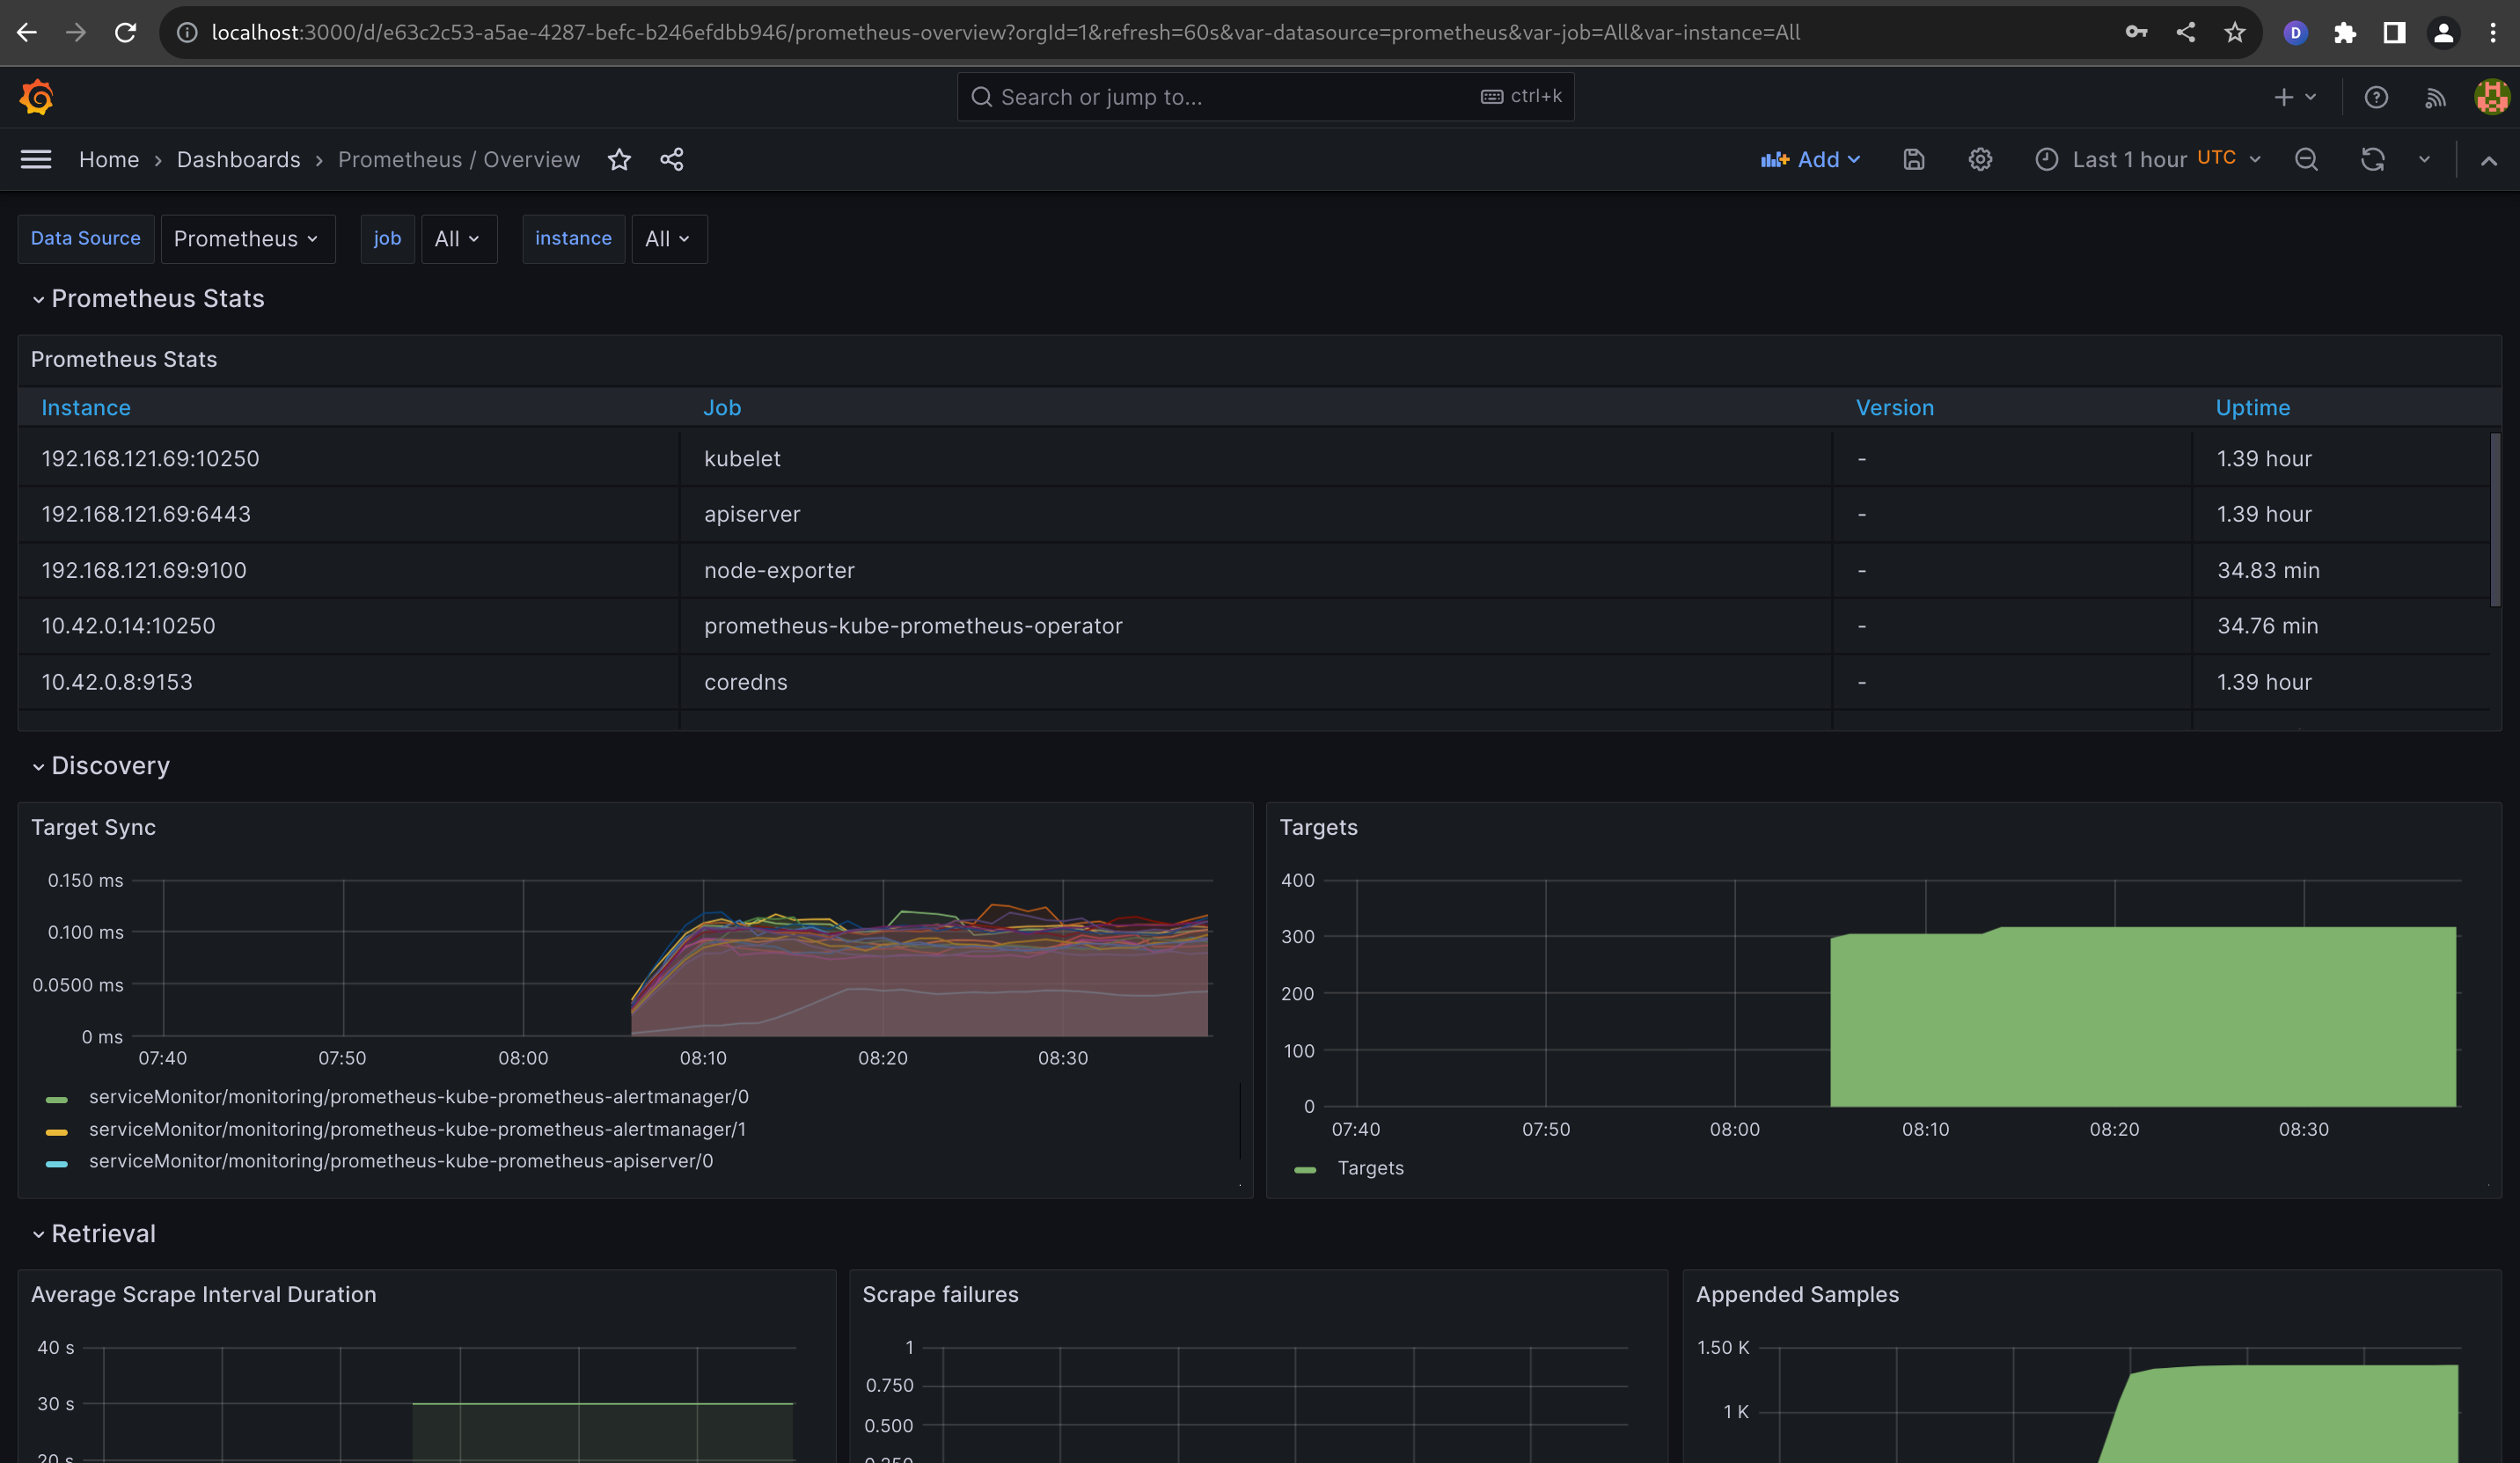 localhost:3000/d/e63c2c53-a5ae-4287-befc-b246efdbb946/prometheus-overview?orgId=1&refresh=60s&var-datasource=prometheus&var-job=All&var-instance=All
D
Search or jump to...
ctrl+k
Home › Dashboards › Prometheus / Overview
Add
Last 1 hour UTC
Data Source Prometheus job All instance All
Prometheus Stats
Prometheus Stats
Instance Job Version Uptime
192.168.121.69:10250 kubelet - 1.39 hour
192.168.121.69:6443 apiserver - 1.39 hour
192.168.121.69:9100 node-exporter - 34.83 min
10.42.0.14:10250 prometheus-kube-prometheus-operator - 34.76 min
10.42.0.8:9153 coredns - 1.39 hour
Discovery
Target Sync
0.150 ms
0.100 ms
0.0500 ms
0 ms
07:40 07:50 08:00 08:10 08:20 08:30
serviceMonitor/monitoring/prometheus-kube-prometheus-alertmanager/0
serviceMonitor/monitoring/prometheus-kube-prometheus-alertmanager/1
serviceMonitor/monitoring/prometheus-kube-prometheus-apiserver/0
Targets
400
300
200
100
0
07:40 07:50 08:00 08:10 08:20 08:30
Targets
Retrieval
Average Scrape Interval Duration
40 s
30 s
20 s
Scrape failures
1
0.750
0.500
0.250
Appended Samples
1.50 K
1 K